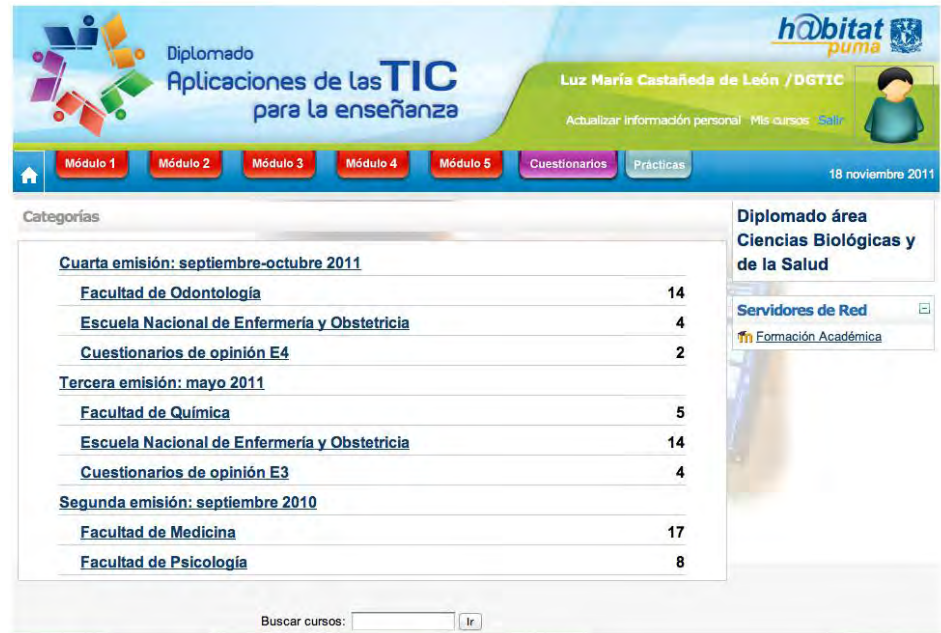 h@bitat
puma
Diplomado
Aplicaciones de las TIC
para la enseñanza
Luz María Castañeda de León /DGTIC
Actualizar información personal Mis cursos Salir
Módulo 1 Módulo 2 Módulo 3 Módulo 4 Módulo 5 Cuestionarios Prácticas
18 noviembre 2011
Categorías
Cuarta emisión: septiembre-octubre 2011
Facultad de Odontología 14
Escuela Nacional de Enfermería y Obstetricia 4
Cuestionarios de opinión E4 2
Tercera emisión: mayo 2011
Facultad de Química 5
Escuela Nacional de Enfermería y Obstetricia 14
Cuestionarios de opinión E3 4
Segunda emisión: septiembre 2010
Facultad de Medicina 17
Facultad de Psicología 8
Buscar cursos: Ir
Diplomado área
Ciencias Biológicas y
de la Salud
Servidores de Red
Formación Académica